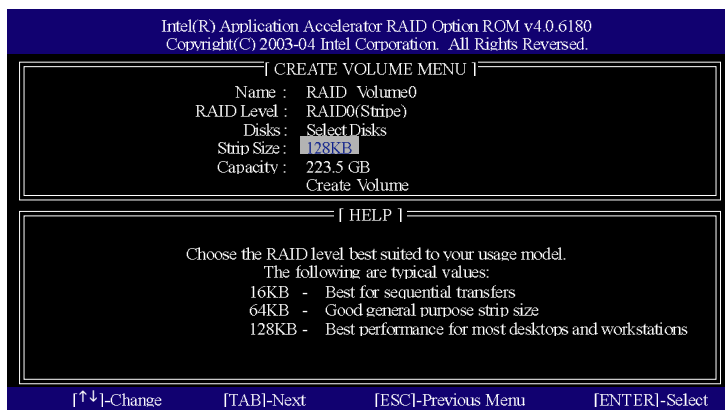 Intel(R) Application Accelerator RAID Option ROM v4.0.6180
Copyright(C) 2003-04 Intel Corporation. All Rights Reversed.
[ CREATE VOLUME MENU ]
Name : RAID_Volume0
RAID Level : RAID0(Stripe)
Disks : Select Disks
Strip Size : 128KB
Capacity : 223.5 GB
Create Volume
[ HELP ]
Choose the RAID level best suited to your usage model.
The following are typical values:
16KB - Best for sequential transfers
64KB - Good general purpose strip size
128KB - Best performance for most desktops and workstations
[↑↓]-Change [TAB]-Next [ESC]-Previous Menu [ENTER]-Select